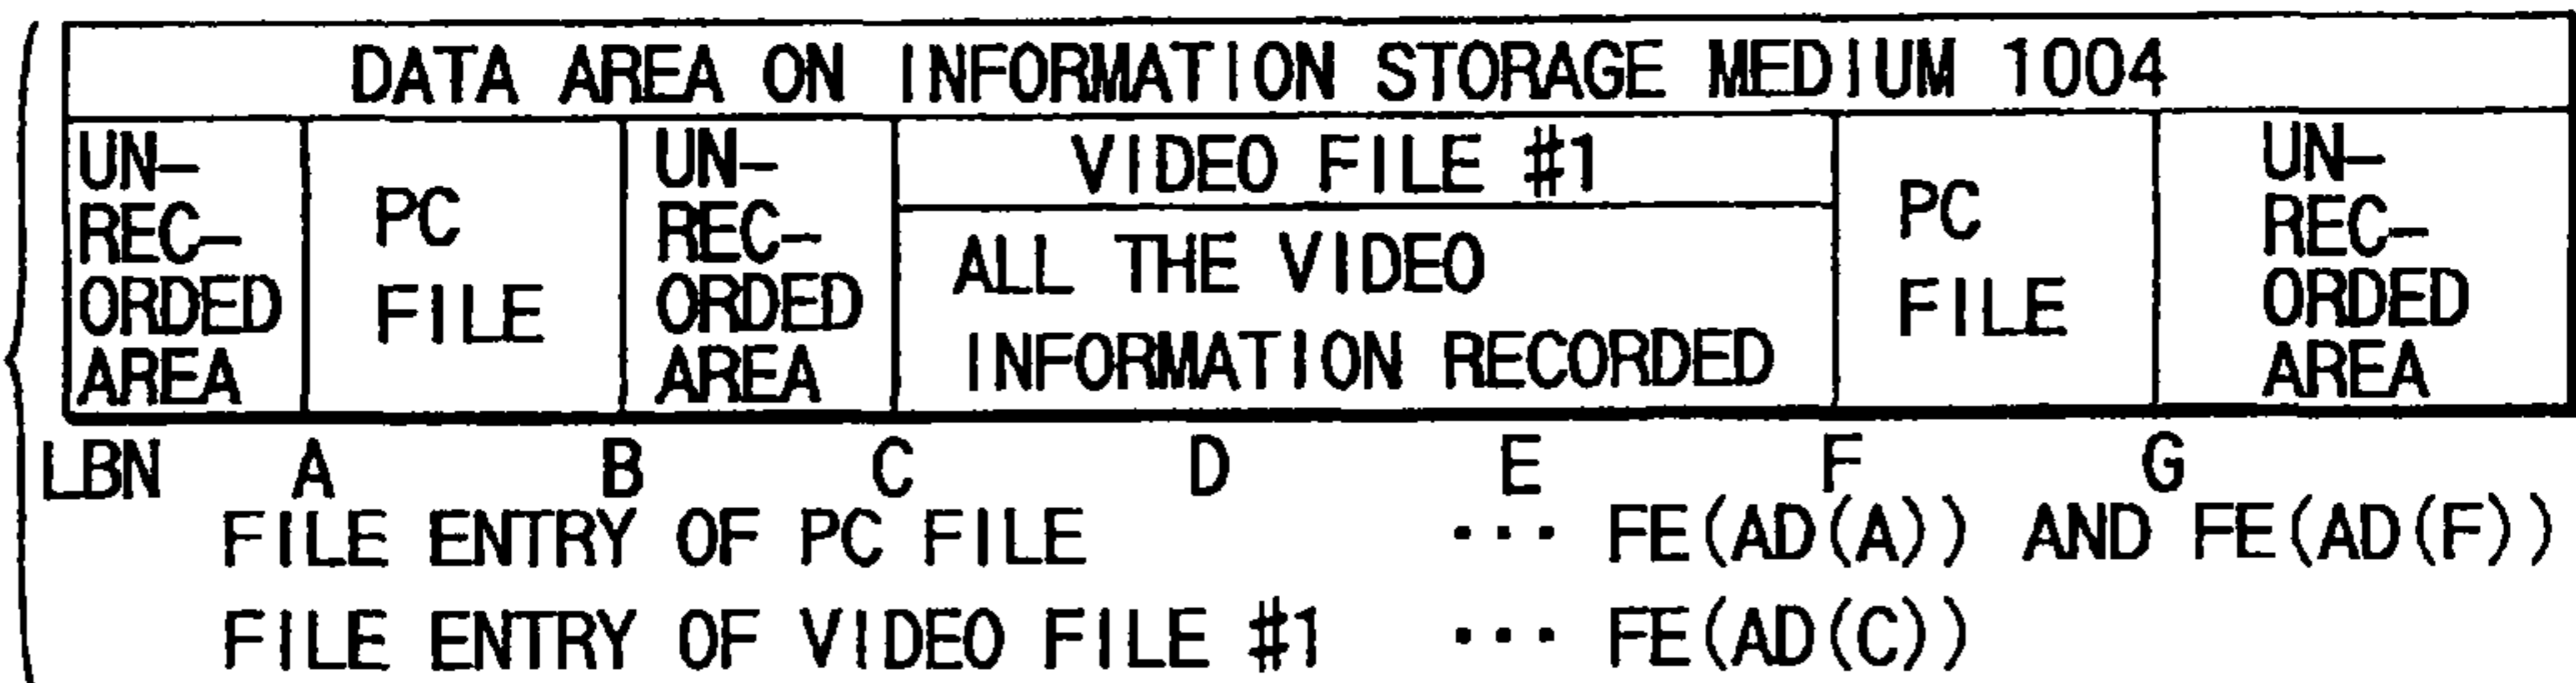 DATA AREA ON INFORMATION STORAGE MEDIUM 1004
UN-
REC-
ORDED
AREA
PC
FILE
UN-
REC-
ORDED
AREA
VIDEO FILE #1
ALL THE VIDEO
INFORMATION RECORDED
PC
FILE
UN-
REC-
ORDED
AREA
LBN A B C D E F G
FILE ENTRY OF PC FILE ··· FE(AD(A)) AND FE(AD(F))
FILE ENTRY OF VIDEO FILE #1 ··· FE(AD(C))